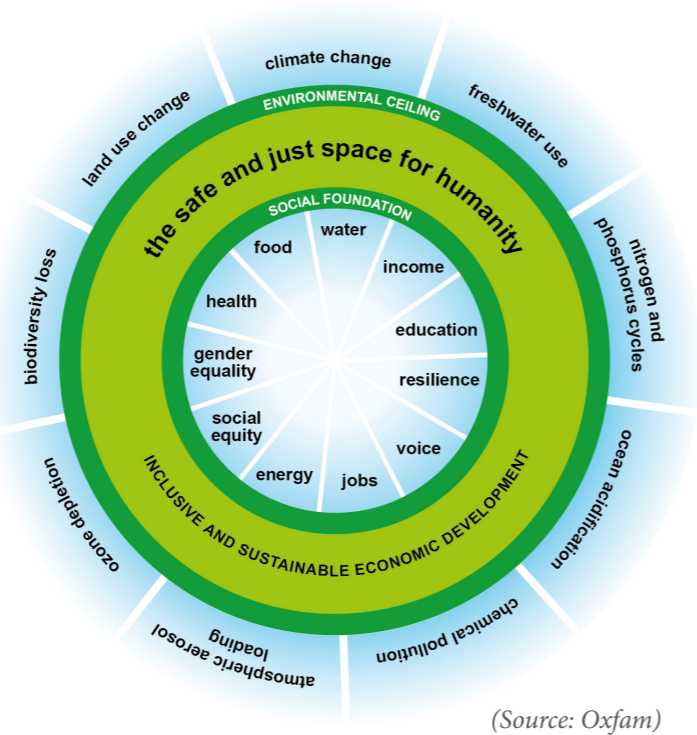 climate change
freshwater use
nitrogen and
phosphorus cycles
ocean acidification
chemical pollution
atmospheric aerosol
loading
ozone depletion
biodiversity loss
land use change
ENVIRONMENTAL CEILING
the safe and just space for humanity
SOCIAL FOUNDATION
water
income
education
resilience
voice
jobs
energy
social
equity
gender
equality
health
food
INCLUSIVE AND SUSTAINABLE ECONOMIC DEVELOPMENT
(Source: Oxfam)